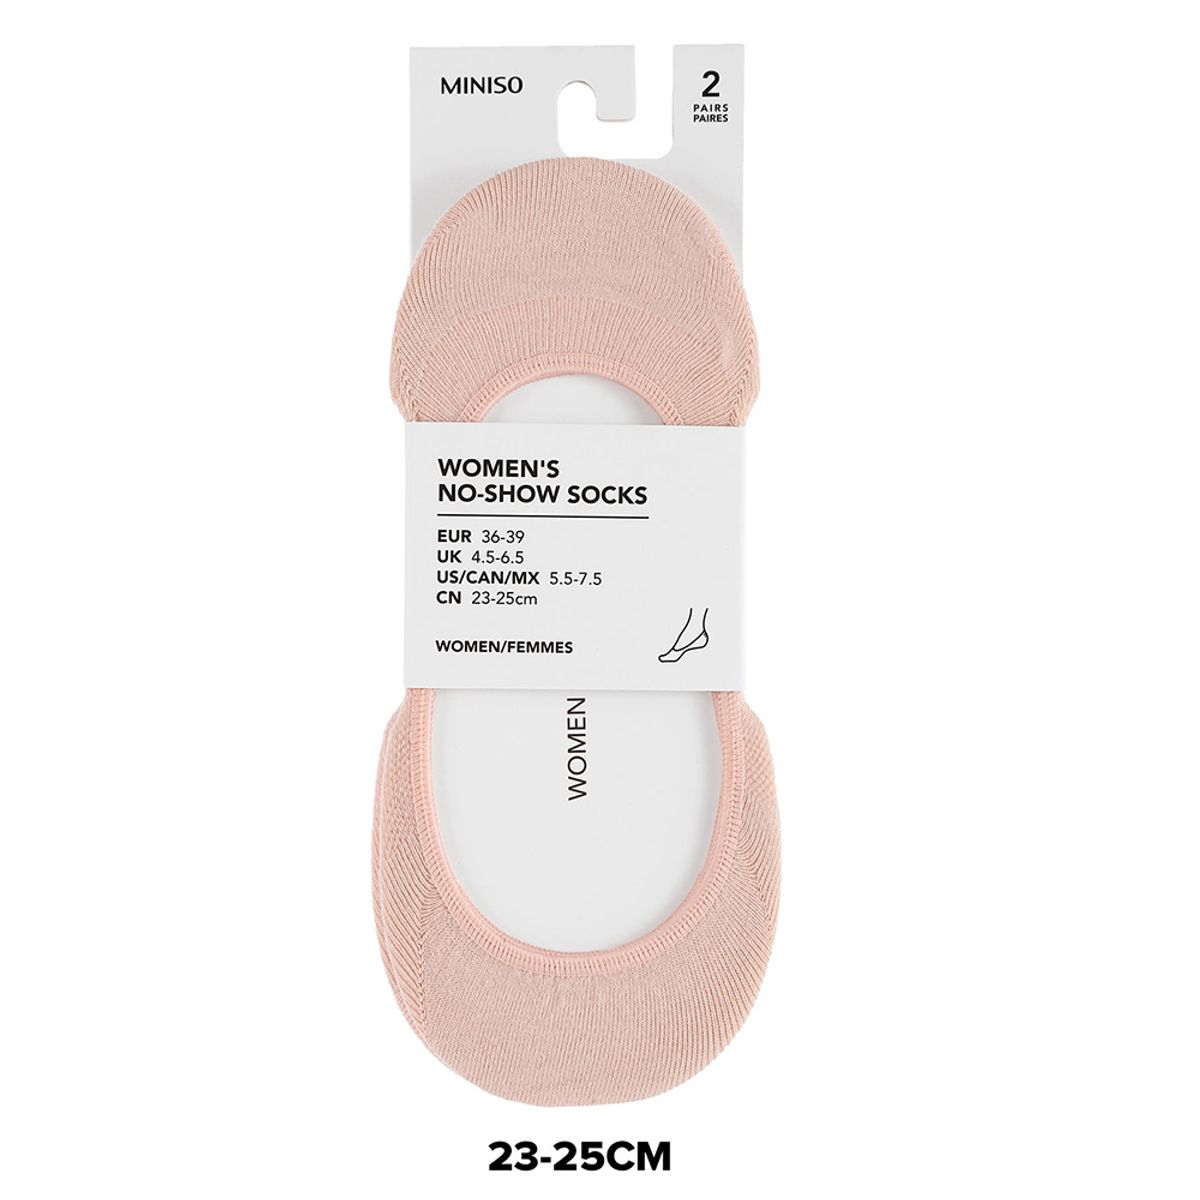 MINISO
2
PAIRS
PAIRES
WOMEN'S
NO-SHOW SOCKS
EUR 36-39
UK 4.5-6.5
US/CAN/MX 5.5-7.5
CN 23-25cm
WOMEN/FEMMES
WOMEN
23-25CM